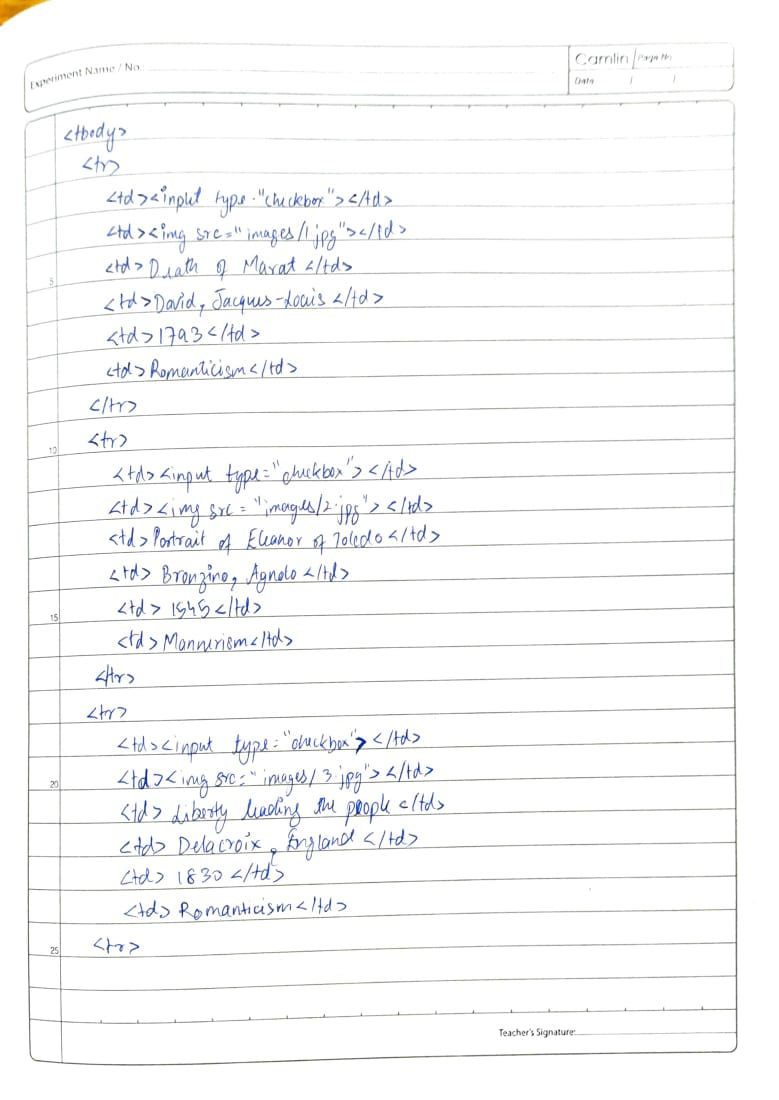 Experiment Name / No.:
Camlin Page No.
Date / /
<tbody>
<tr>
<td><input type="checkbox"></td>
<td><img src="images/1.jpg"></td>
5
<td>Death of Marat </td>
<td>David, Jacques-Louis </td>
<td>1793</td>
<td>Romanticism</td>
</tr>
10
<tr>
<td><input type="checkbox"></td>
<td><img src = "images/2.jpg"> </td>
<td>Portrait of Eleanor of Toledo</td>
<td> Bronzino, Agnolo </td>
15
<td> 1545</td>
<td>Mannerism</td>
</tr>
<tr>
<td><input type="checkbox"> </td>
20
<td><img src="images/3.jpg"> </td>
<td> Liberty leading the people </td>
<td> Delacroix, England </td>
<td> 1830 </td>
<td> Romanticism</td>
25
<tr>
Teacher's Signature: